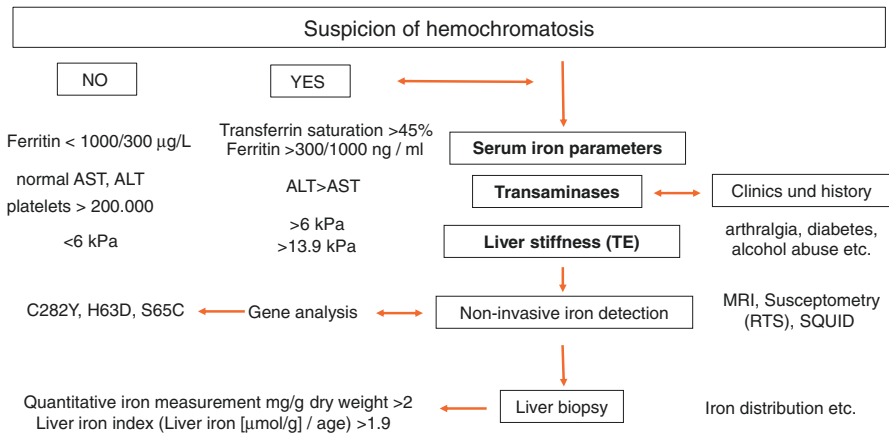 Suspicion of hemochromatosis
NO
YES
Ferritin < 1000/300 μg/L
Transferrin saturation >45%
Ferritin >300/1000 ng / ml
Serum iron parameters
normal AST, ALT
platelets > 200.000
ALT>AST
Transaminases
Clinics und history
<6 kPa
>6 kPa
>13.9 kPa
Liver stiffness (TE)
arthralgia, diabetes,
alcohol abuse etc.
C282Y, H63D, S65C
Gene analysis
Non-invasive iron detection
MRI, Susceptometry
(RTS), SQUID
Quantitative iron measurement mg/g dry weight >2
Liver iron index (Liver iron [μmol/g] / age) >1.9
Liver biopsy
Iron distribution etc.